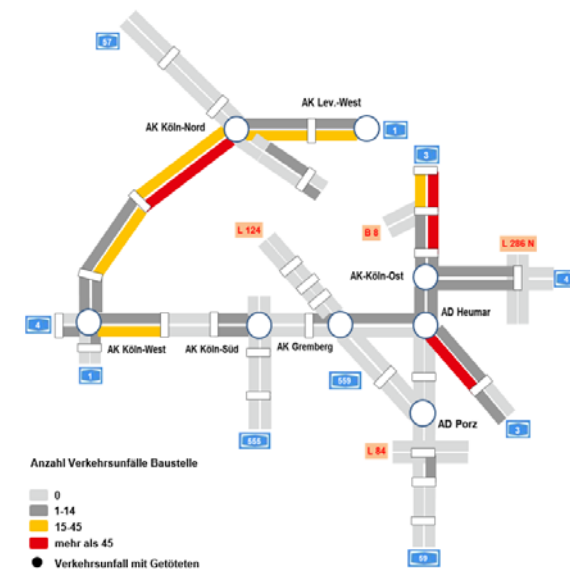 57
AK Lev.-West
AK Köln-Nord
1
3
L 124
B 8
L 286 N
AK-Köln-Ost
4
AD Heumar
4
AK Köln-West
AK Köln-Süd
AK Gremberg
1
559
AD Porz
3
555
L 84
59
Anzahl Verkehrsunfälle Baustelle
0
1-14
15-45
mehr als 45
Verkehrsunfall mit Getöteten